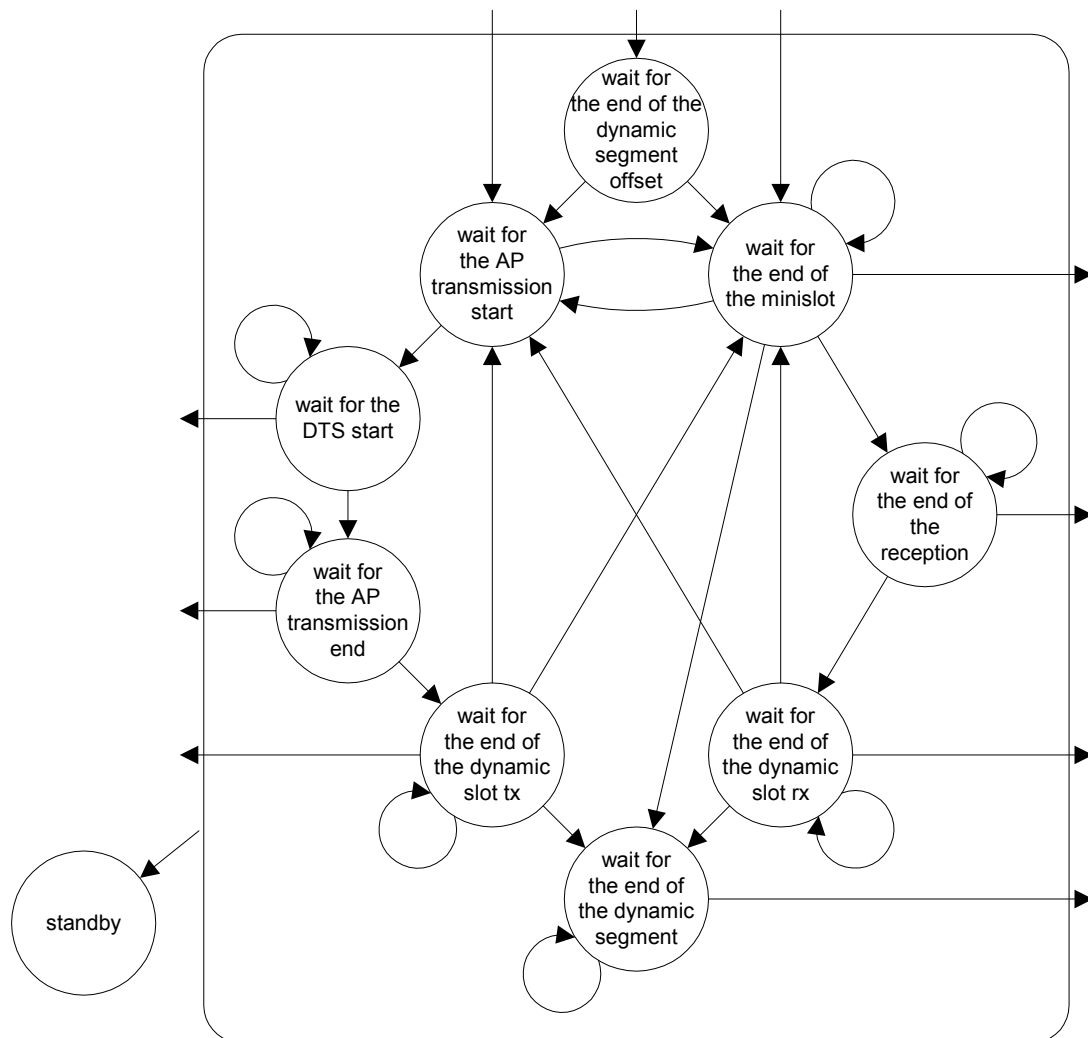 wait for
the end of the
dynamic
segment
offset
wait for
the AP
transmission
start
wait for
the end of
the minislot
wait for the
DTS start
wait for
the end of
the
reception
wait for
the AP
transmission
end
wait for
the end of
the dynamic
slot tx
wait for
the end of
the dynamic
slot rx
wait for
the end of
the dynamic
segment
standby